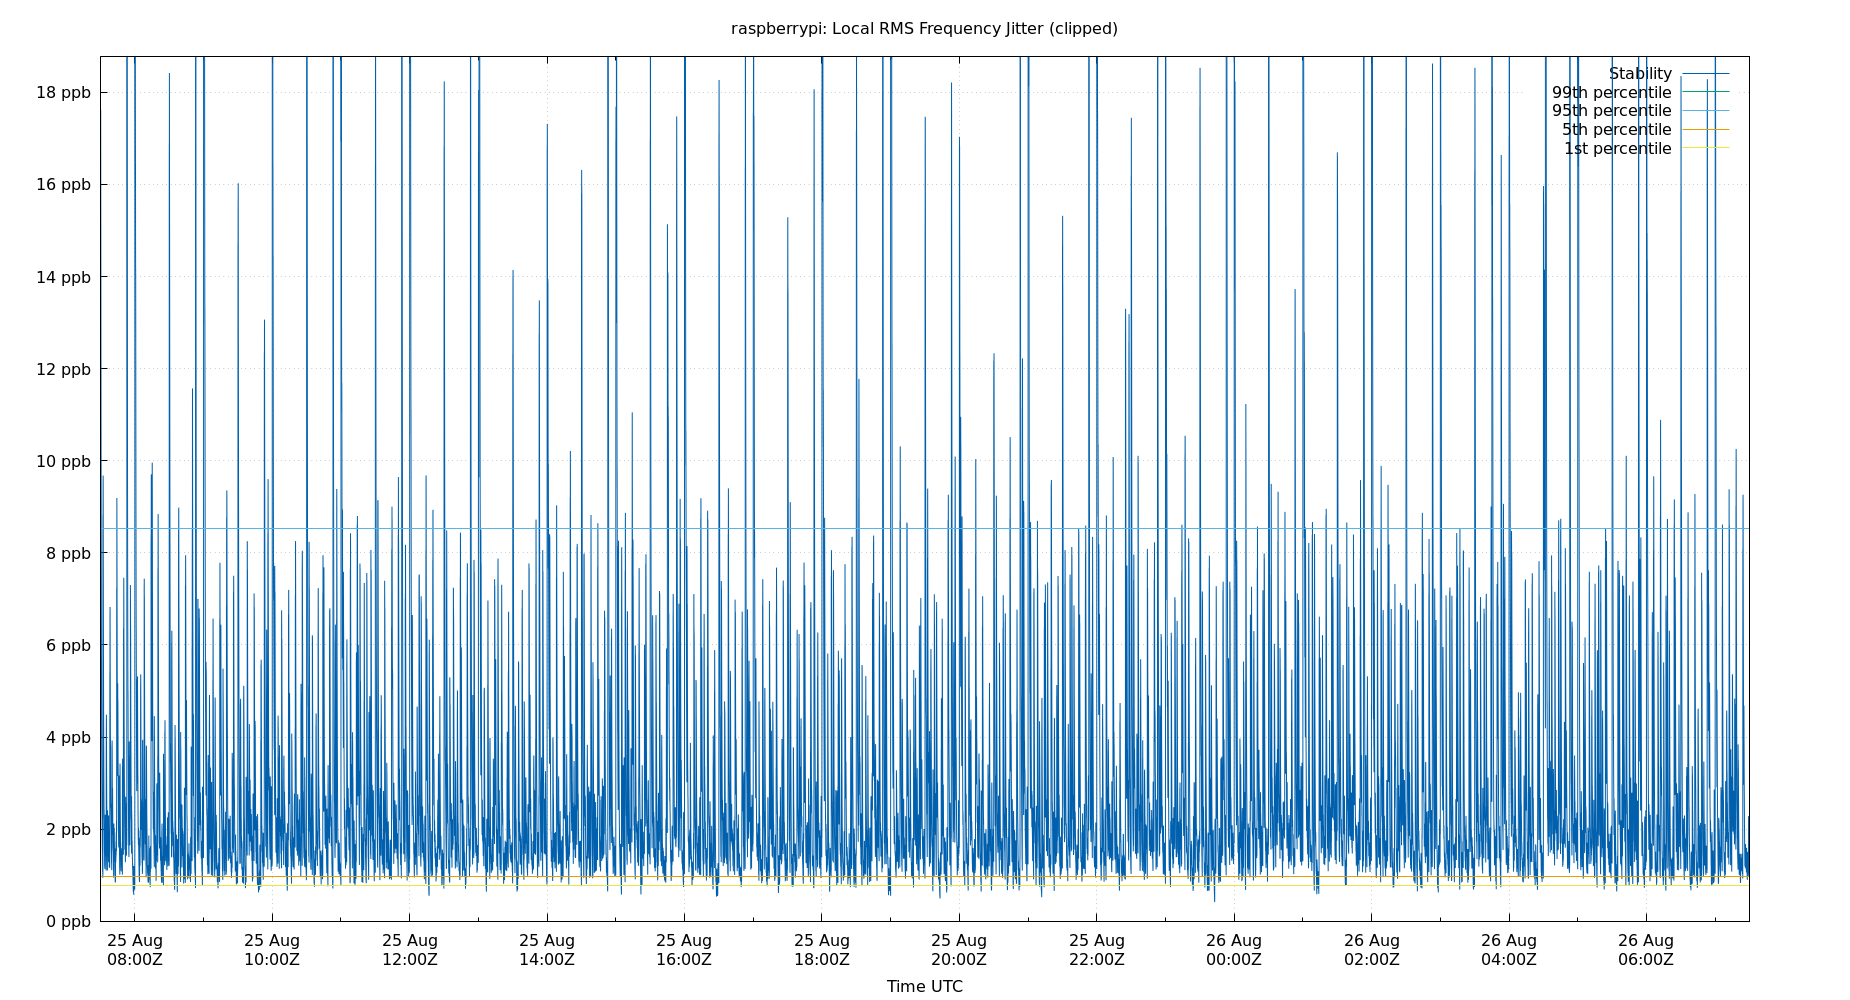 raspberrypi: Local RMS Frequency Jitter (clipped)
Stability
99th percentile
95th percentile
5th percentile
1st percentile
18 ppb
16 ppb
14 ppb
12 ppb
10 ppb
8 ppb
6 ppb
4 ppb
2 ppb
0 ppb
25 Aug 25 Aug 25 Aug 25 Aug 25 Aug 25 Aug 25 Aug 25 Aug 26 Aug 26 Aug 26 Aug 26 Aug
08:00Z 10:00Z 12:00Z 14:00Z 16:00Z 18:00Z 20:00Z 22:00Z 00:00Z 02:00Z 04:00Z 06:00Z
Time UTC